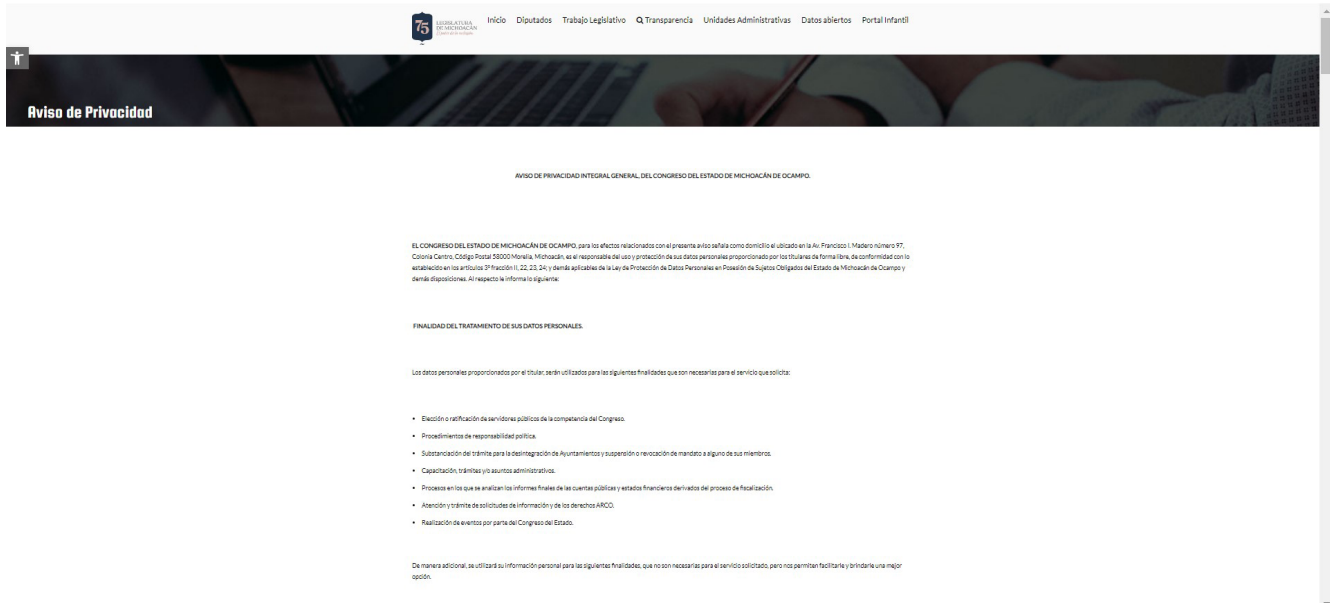 75 LEGISLATURA
DE MICHOACÁN
Inicio Diputados Trabajo Legislativo Transparencia Unidades Administrativas Datos abiertos Portal Infantil
Aviso de Privacidad
AVISO DE PRIVACIDAD INTEGRAL GENERAL, DEL CONGRESO DEL ESTADO DE MICHOACÁN DE OCAMPO.
EL CONGRESO DEL ESTADO DE MICHOACÁN DE OCAMPO, para los efectos relacionados con el presente aviso señala como domicilio el ubicado en la Av. Francisco I. Madero número 97,
Colonia Centro, Código Postal 58000 Morelia, Michoacán, es el responsable del uso y protección de sus datos personales proporcionado por los titulares de forma libre, de conformidad con lo
establecido en los artículos 3º fracción II, 22, 23, 24; y demás aplicables de la Ley de Protección de Datos Personales en Posesión de Sujetos Obligados del Estado de Michoacán de Ocampo y
demás disposiciones. Al respecto le informa lo siguiente:
FINALIDAD DEL TRATAMIENTO DE SUS DATOS PERSONALES.
Los datos personales proporcionados por el titular, serán utilizados para las siguientes finalidades que son necesarias para el servicio que solicita:
• Elección o ratificación de servidores públicos de la competencia del Congreso.
• Procedimientos de responsabilidad política.
• Substanciación del trámite para la desintegración de Ayuntamientos y suspensión o revocación de mandato a alguno de sus miembros.
• Capacitación, trámites y/o asuntos administrativos.
• Procesos en los que se analizan los informes finales de las cuentas públicas y estados financieros derivados del proceso de fiscalización.
• Atención y trámite de solicitudes de información y de los derechos ARCO.
• Realización de eventos por parte del Congreso del Estado.
De manera adicional, se utilizará su información personal para las siguientes finalidades, que no son necesarias para el servicio solicitado, pero nos permiten facilitarle y brindarle una mejor
opción.